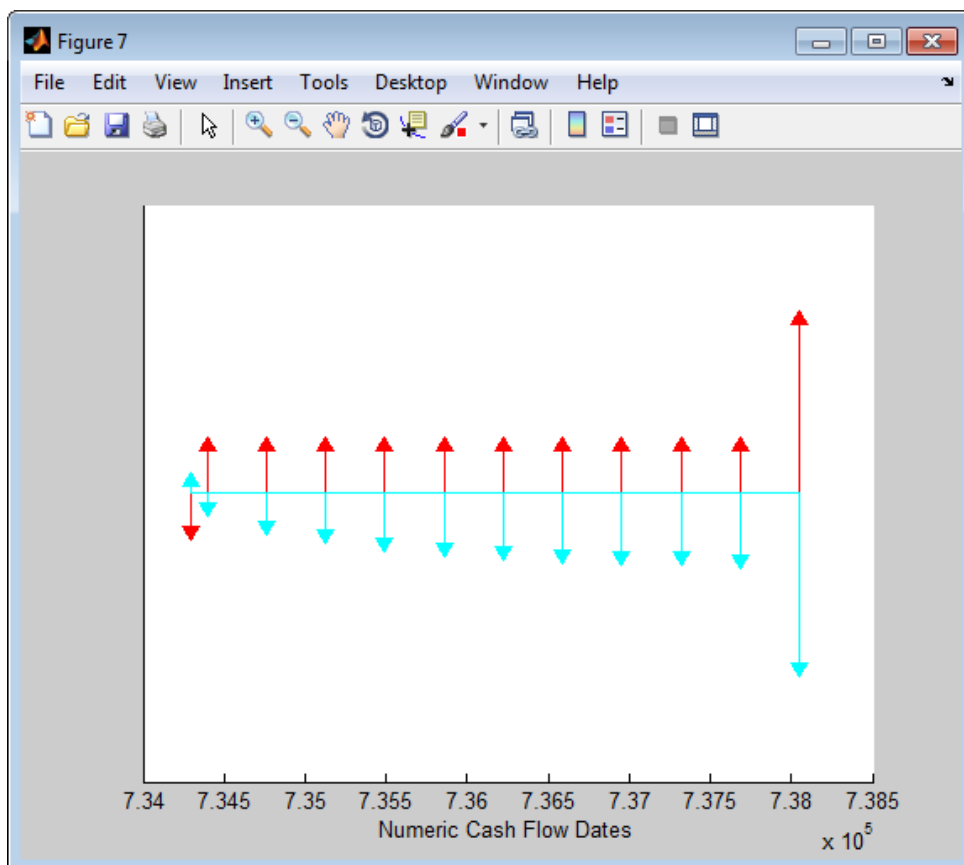 Figure 7
File Edit View Insert Tools Desktop Window Help
7.34 7.345 7.35 7.355 7.36 7.365 7.37 7.375 7.38 7.385
Numeric Cash Flow Dates
x 10^5